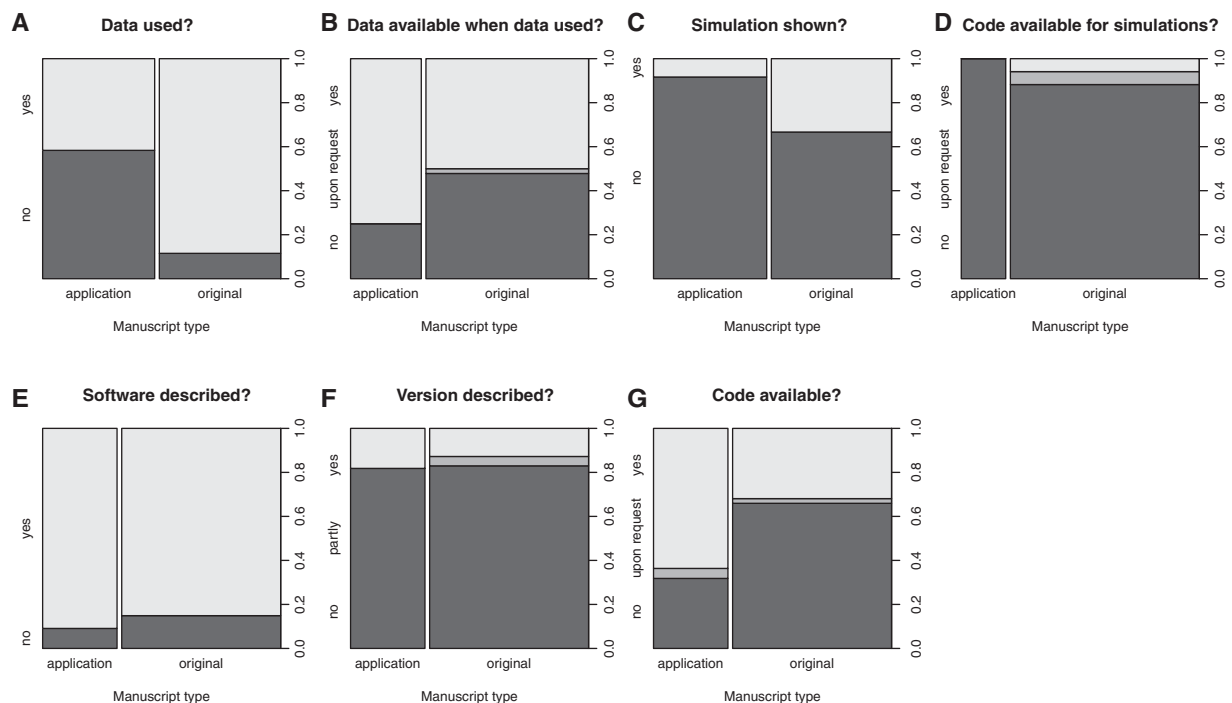 A Data used?
yes
no
0.0 0.2 0.4 0.6 0.8 1.0
application original
Manuscript type
B Data available when data used?
yes
upon request
no
0.0 0.2 0.4 0.6 0.8 1.0
application original
Manuscript type
C Simulation shown?
yes
no
0.0 0.2 0.4 0.6 0.8 1.0
application original
Manuscript type
D Code available for simulations?
yes
upon request
no
0.0 0.2 0.4 0.6 0.8 1.0
application original
Manuscript type
E Software described?
yes
no
0.0 0.2 0.4 0.6 0.8 1.0
application original
Manuscript type
F Version described?
yes
partly
no
0.0 0.2 0.4 0.6 0.8 1.0
application original
Manuscript type
G Code available?
yes
upon request
no
0.0 0.2 0.4 0.6 0.8 1.0
application original
Manuscript type